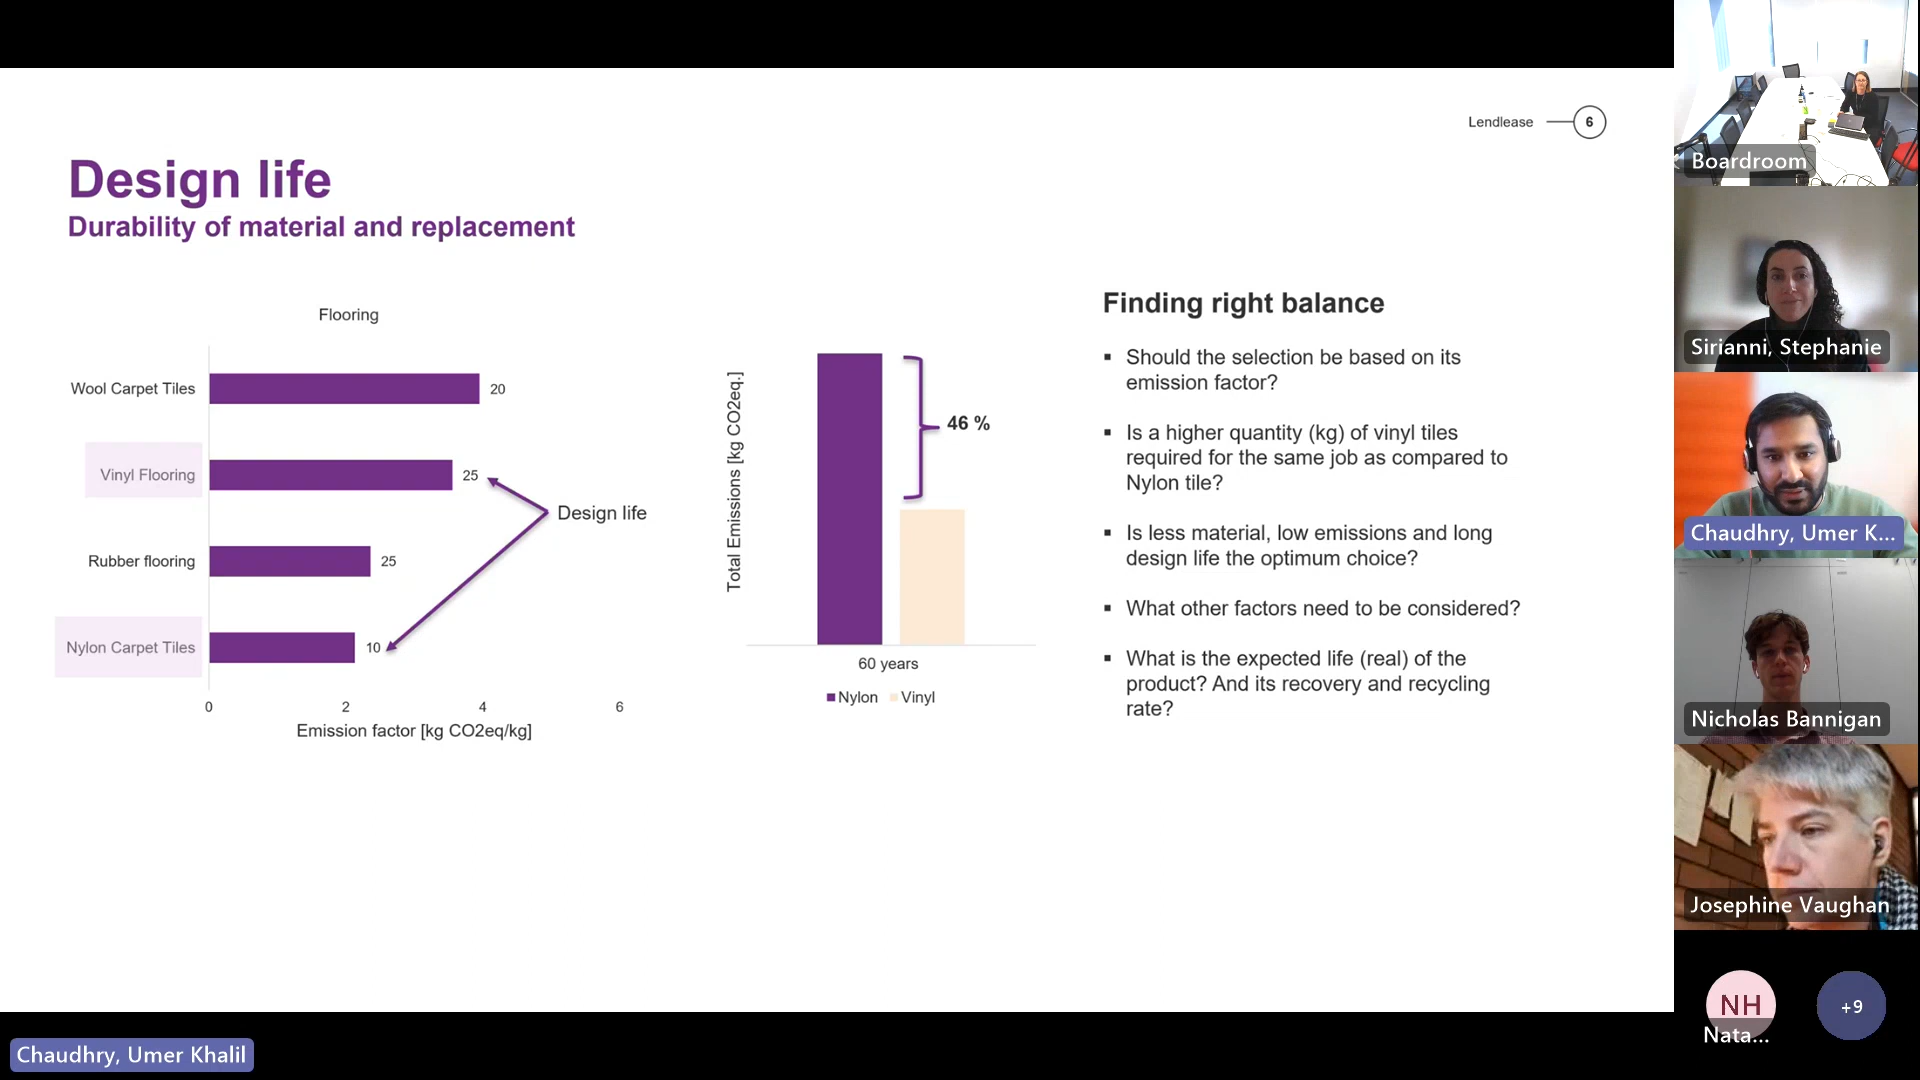 Lendlease
6
Design life
Durability of material and replacement
Flooring
Wool Carpet Tiles
20
Vinyl Flooring
25
Design life
Rubber flooring
25
Nylon Carpet Tiles
10
0
2
4
6
Emission factor [kg CO2eq/kg]
Total Emissions [kg CO2eq.]
46 %
60 years
Nylon
Vinyl
Finding right balance
▪ Should the selection be based on its
emission factor?
▪ Is a higher quantity (kg) of vinyl tiles
required for the same job as compared to
Nylon tile?
▪ Is less material, low emissions and long
design life the optimum choice?
▪ What other factors need to be considered?
▪ What is the expected life (real) of the
product? And its recovery and recycling
rate?
Boardroom
Sirianni, Stephanie
Chaudhry, Umer K...
Nicholas Bannigan
Josephine Vaughan
NH
Nata...
+9
Chaudhry, Umer Khalil